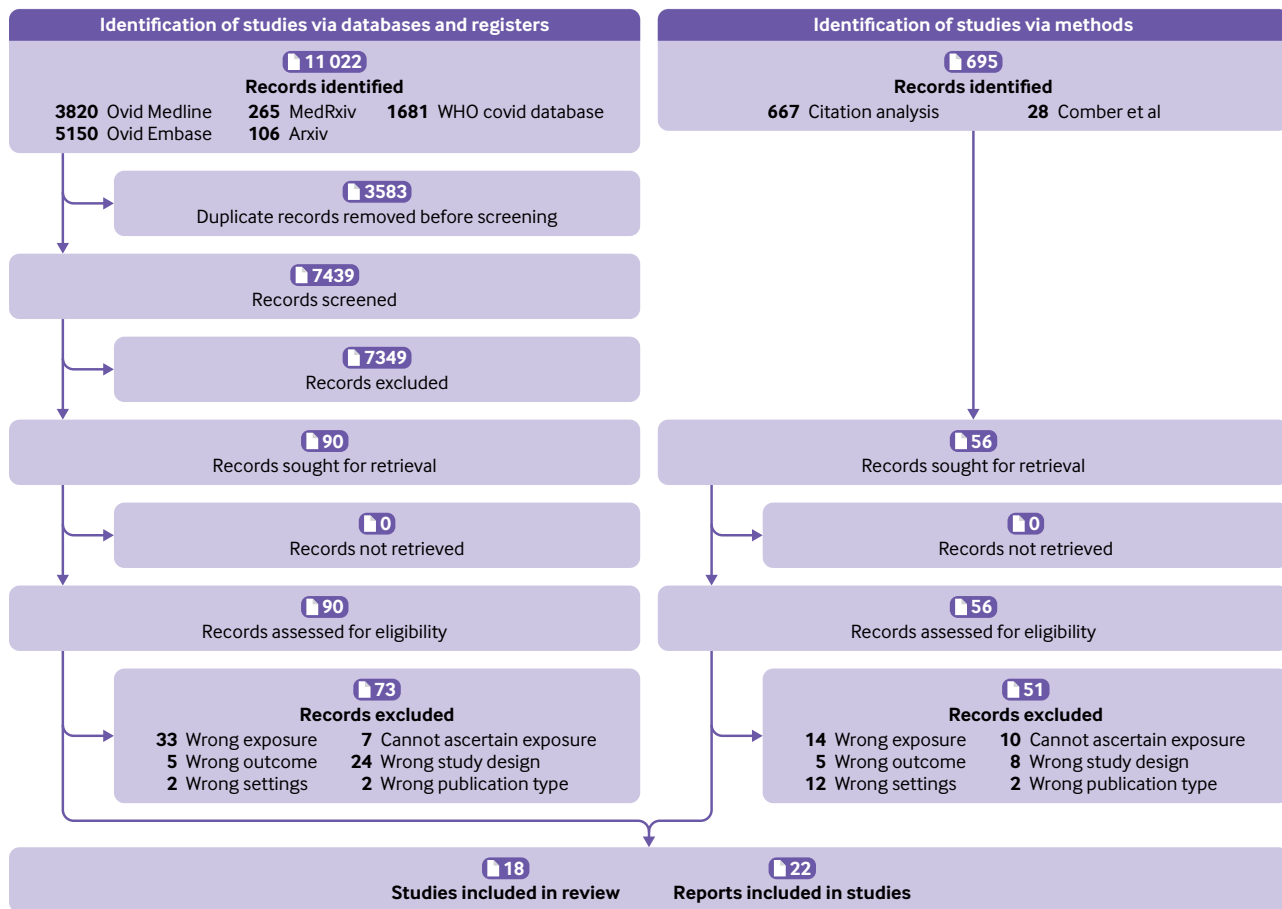 Identification of studies via databases and registers
11 022
Records identified
3820 Ovid Medline 265 MedRxiv 1681 WHO covid database
5150 Ovid Embase 106 Arxiv
3583
Duplicate records removed before screening
7439
Records screened
7349
Records excluded
90
Records sought for retrieval
0
Records not retrieved
90
Records assessed for eligibility
73
Records excluded
33 Wrong exposure 7 Cannot ascertain exposure
5 Wrong outcome 24 Wrong study design
2 Wrong settings 2 Wrong publication type
Identification of studies via methods
695
Records identified
667 Citation analysis 28 Comber et al
56
Records sought for retrieval
0
Records not retrieved
56
Records assessed for eligibility
51
Records excluded
14 Wrong exposure 10 Cannot ascertain exposure
5 Wrong outcome 8 Wrong study design
12 Wrong settings 2 Wrong publication type
18 22
Studies included in review Reports included in studies